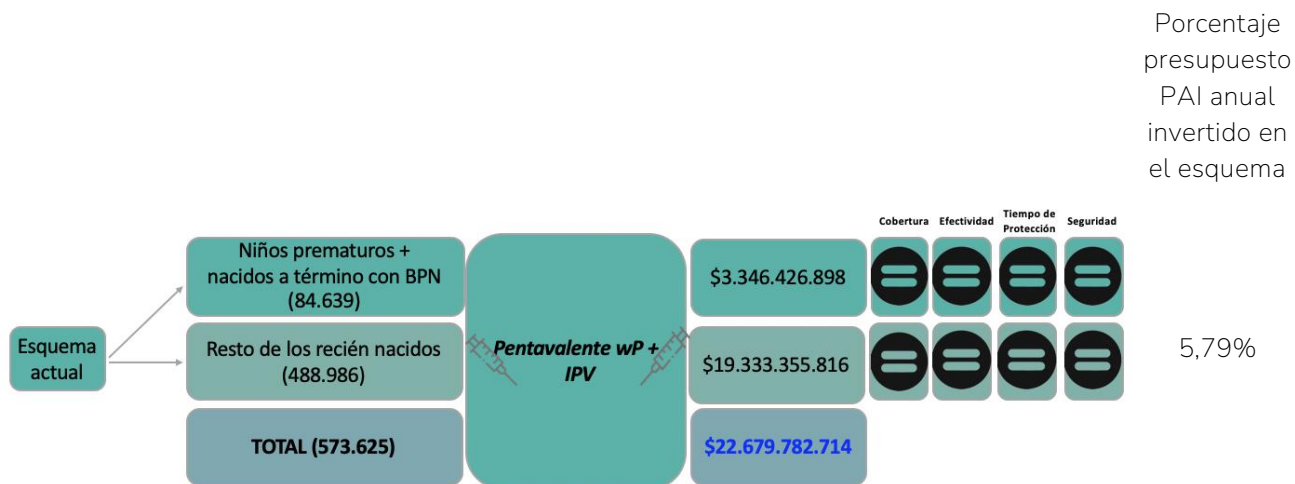 Porcentaje
presupuesto
PAI anual
invertido en
el esquema
Cobertura Efectividad Tiempo de Protección Seguridad
Esquema
actual
Niños prematuros +
nacidos a término con BPN
(84.639)
$3.346.426.898
Resto de los recién nacidos
(488.986)
Pentavalente wP +
IPV
$19.333.355.816
5,79%
TOTAL (573.625)
$22.679.782.714